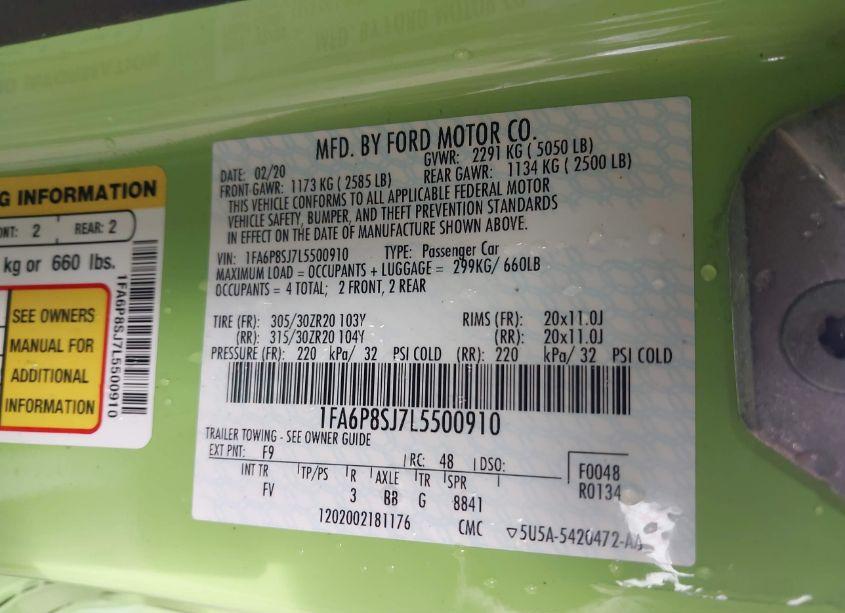 G INFORMATION
NT: 2 REAR: 2
kg or 660 lbs.
SEE OWNERS
MANUAL FOR
ADDITIONAL
INFORMATION
1FA6P8SJ7L5500910
MFD. BY FORD MOTOR CO.
DATE: 02/20 GVWR: 2291 KG ( 5050 LB)
FRONT GAWR: 1173 KG ( 2585 LB) REAR GAWR: 1134 KG ( 2500 LB)
THIS VEHICLE CONFORMS TO ALL APPLICABLE FEDERAL MOTOR
VEHICLE SAFETY, BUMPER, AND THEFT PREVENTION STANDARDS
IN EFFECT ON THE DATE OF MANUFACTURE SHOWN ABOVE.
VIN: 1FA6P8SJ7L5500910 TYPE: Passenger Car
MAXIMUM LOAD = OCCUPANTS + LUGGAGE = 299KG/ 660LB
OCCUPANTS = 4 TOTAL; 2 FRONT, 2 REAR
TIRE (FR): 305/30ZR20 103Y RIMS (FR): 20x11.0J
(RR): 315/30ZR20 104Y (RR): 20x11.0J
PRESSURE (FR): 220 kPa/ 32 PSI COLD (RR): 220 kPa/ 32 PSI COLD
1FA6P8SJ7L5500910
TRAILER TOWING - SEE OWNER GUIDE
EXT PNT: F9 RC: 48 DSO: F0048
INT TR TP/PS R AXLE TR SPR R0134
FV 3 BB G 8841
1202002181176 CMC 5U5A-5420472-AA